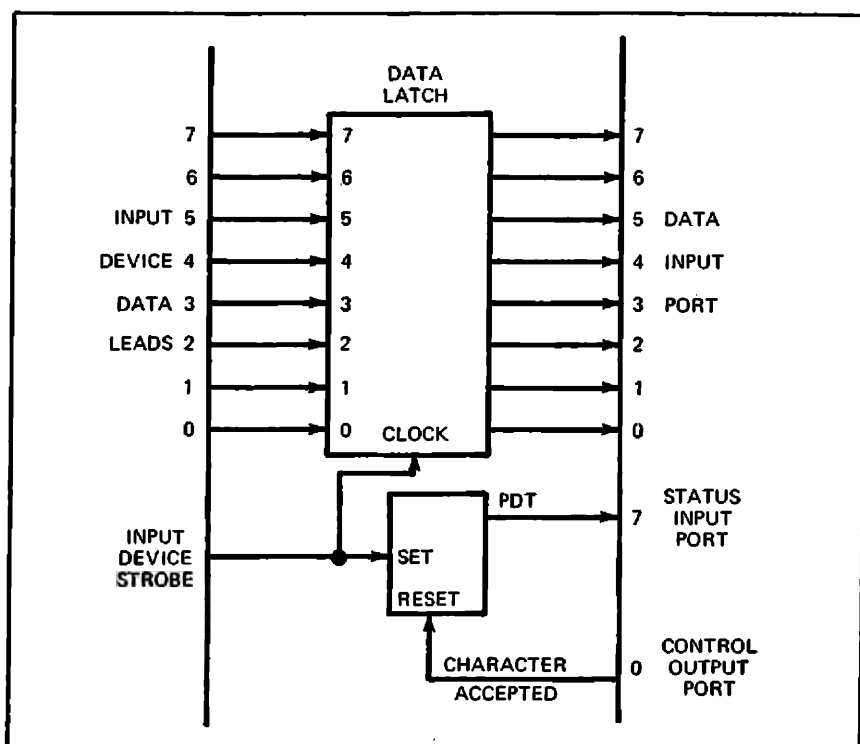 DATA
LATCH
7 7 7
6 6 6
INPUT 5 5 5 DATA
DEVICE 4 4 4 INPUT
DATA 3 3 3 PORT
LEADS 2 2 2
1 1 1
0 0 CLOCK 0
INPUT
DEVICE
STROBE
SET
RESET
PDT
7
STATUS
INPUT
PORT
CHARACTER
ACCEPTED
0
CONTROL
OUTPUT
PORT